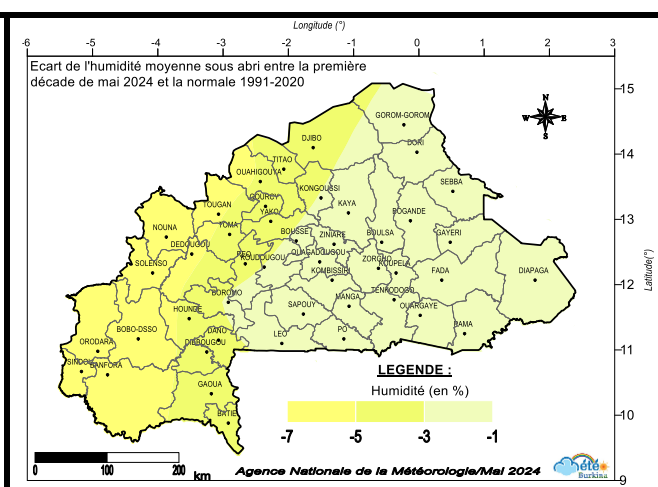 Longitude (°)
-6 -5 -4 -3 -2 -1 0 1 2 3
Ecart de l'humidité moyenne sous abri entre la première
décade de mai 2024 et la normale 1991-2020
15
GOROM-GOROM
N
W E
S
DJIBO
DORI
14
TITAO
OUAHIGOUYA
SEBBA
KONGOUSSI
GOURCY
TOUGAN
KAYA
YAKO
BOGANDE
13
NOUNA
YOMA
BOUSSE
ZINIARE
BOULSA
GAYERI
DEDOUGOU
OUAGADOUGOU
REO
KOUDOUGOU
ZORGHO
SOLENSO
KOMBISSIRI
KOUPELA
FADA
DIAPAGA
12
Latitude(°)
BOROMO
TENKODOGO
MANGA
SAPOUY
OUARGAYE
HOUNDE
BOBO-DSSO
DANO
LEO
PO
PAMA
ORODARA
DIEBOUGOU
11
SINDOU
BANFORA
LEGENDE :
GAOUA
Humidité (en %)
BATIE
10
-7 -5 -3 -1
0 100 200
km
Agence Nationale de la Météorologie/Mai 2024
météo
Burkina
9